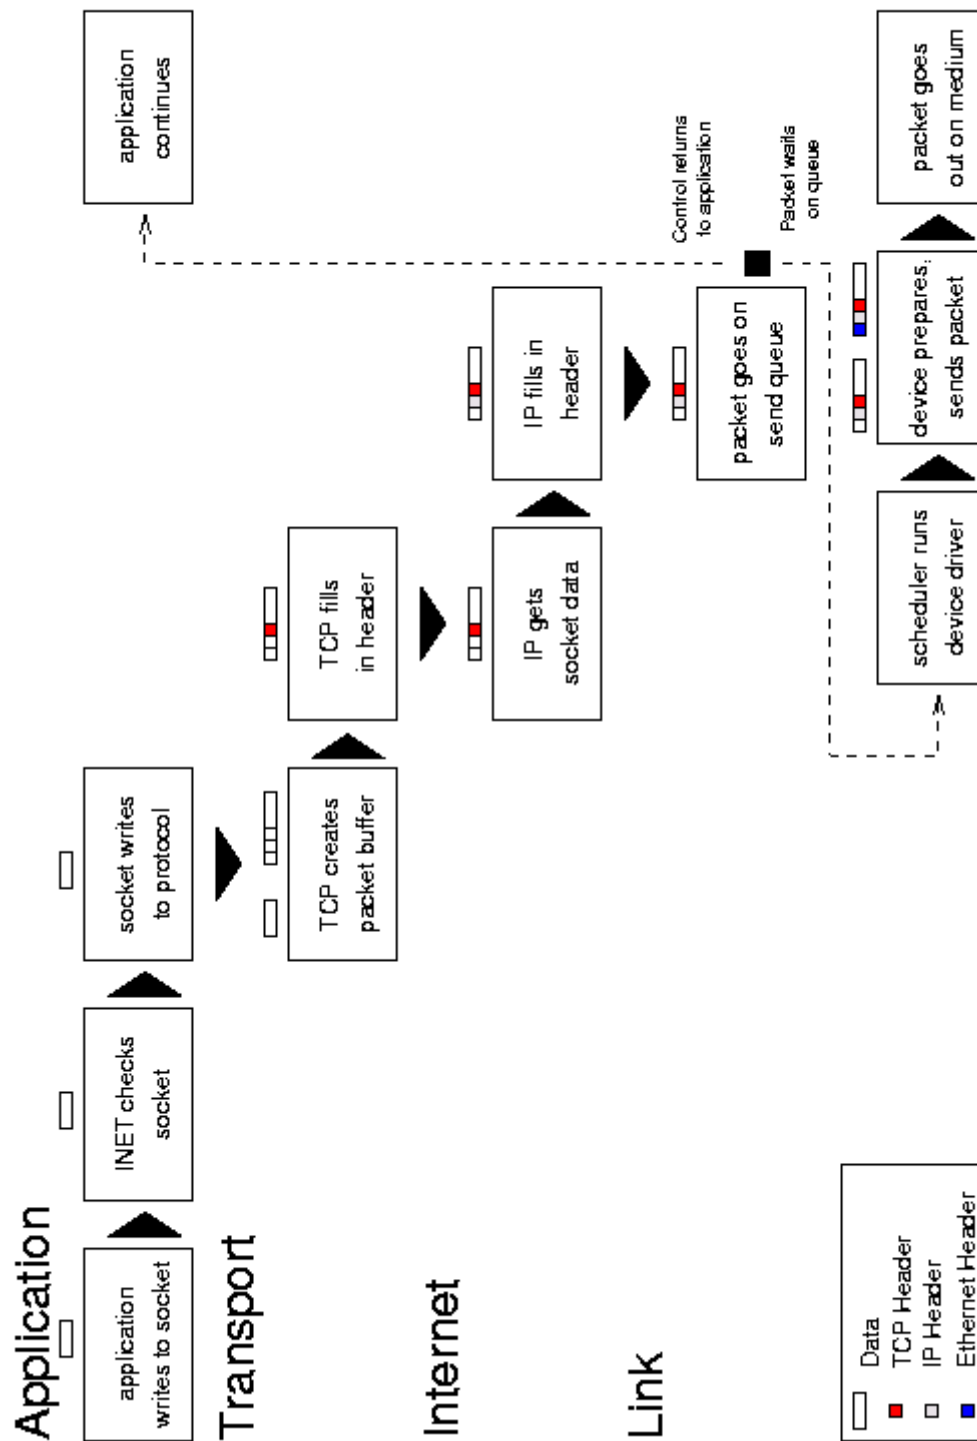 Application
application
writes to socket
INET checks
socket
socket writes
to protocol
application
continues
Transport
TCP creates
packet buffer
TCP fills
in header
Internet
IP gets
socket data
IP fills in
header
Link
packet goes on
send queue
Control returns
to application
Packet waits
on queue
scheduler runs
device driver
device prepares,
sends packet
packet goes
out on medium
Data
TCP Header
IP Header
Ethernet Header